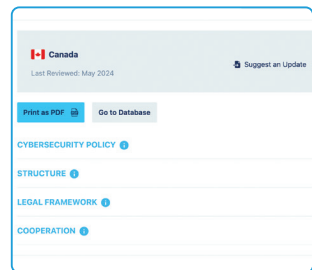 Canada
Suggest an Update
Last Reviewed: May 2024
Print as PDF
Go to Database
CYBERSECURITY POLICY
STRUCTURE
LEGAL FRAMEWORK
COOPERATION